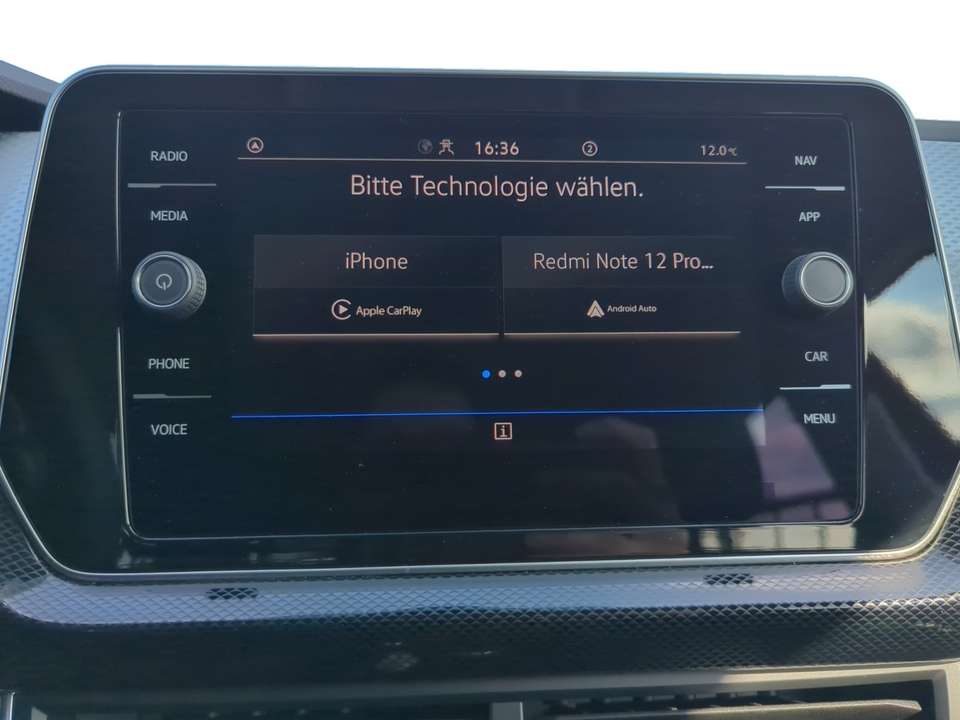 RADIO
MEDIA
PHONE
VOICE
16:36
2
12.0°C
Bitte Technologie wählen.
iPhone
Apple CarPlay
Redmi Note 12 Pro...
Android Auto
i
NAV
APP
CAR
MENU